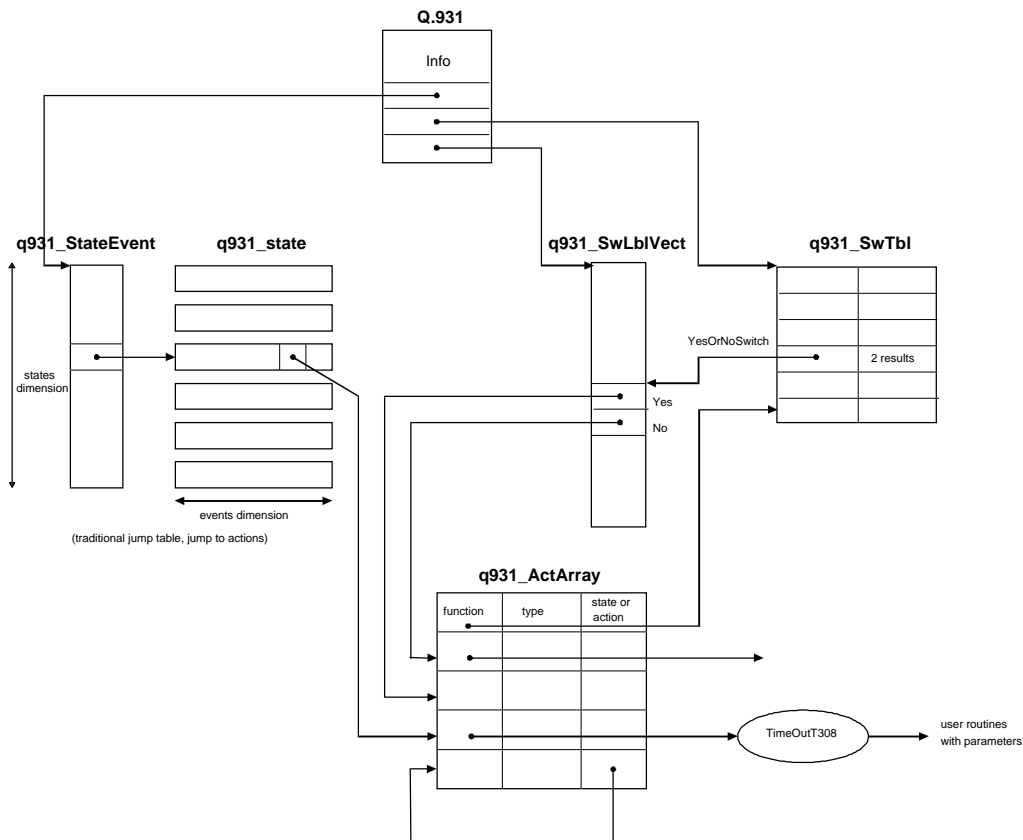 Q.931
Info
q931_StateEvent
q931_state
q931_SwLblVect
q931_SwTbl
YesOrNoSwitch
2 results
states
dimension
Yes
No
events dimension
(traditional jump table, jump to actions)
q931_ActArray
function
type
state or
action
TimeOutT308
user routines
with parameters